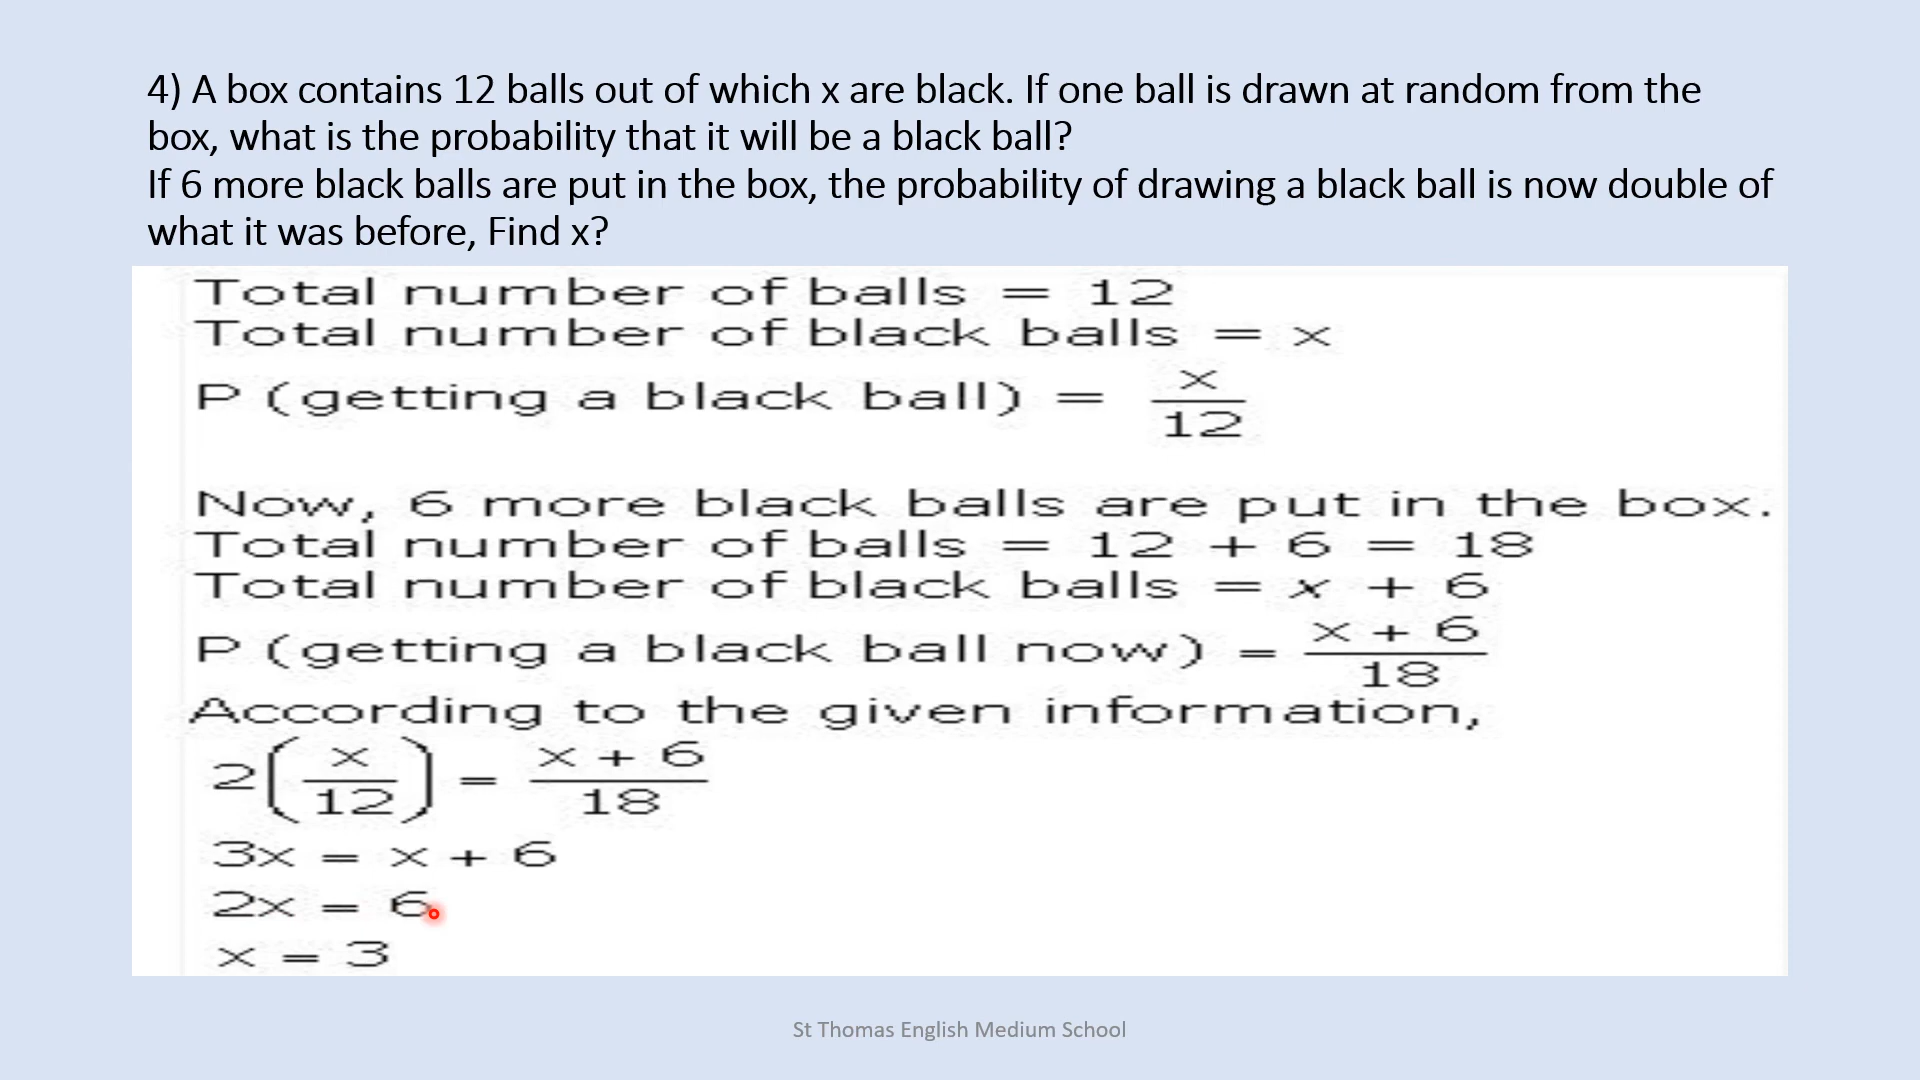 4) A box contains 12 balls out of which x are black. If one ball is drawn at random from the
box, what is the probability that it will be a black ball?
If 6 more black balls are put in the box, the probability of drawing a black ball is now double of
what it was before, Find x?
Total number of balls = 12
Total number of black balls = x
P (getting a black ball) = x/12
Now, 6 more black balls are put in the box.
Total number of balls = 12 + 6 = 18
Total number of black balls = x + 6
P (getting a black ball now) = (x + 6)/18
According to the given information,
2(x/12) = (x + 6)/18
3x = x + 6
2x = 6
x = 3
St Thomas English Medium School